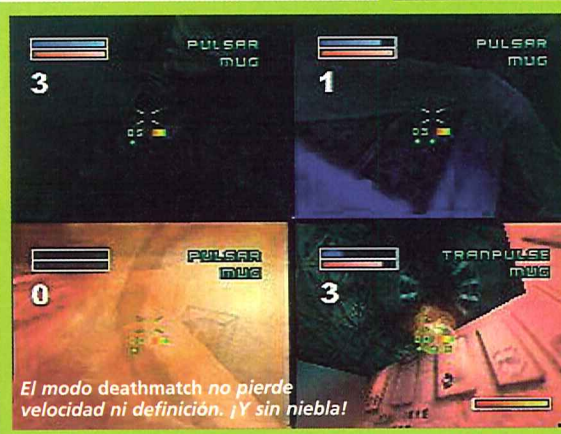 PULSAR
MUG
3
PULSAR
MUG
1
PULSAR
MUG
0
TRANPULSE
MUG
3
El modo deathmatch no pierde
velocidad ni definición. ¡Y sin niebla!